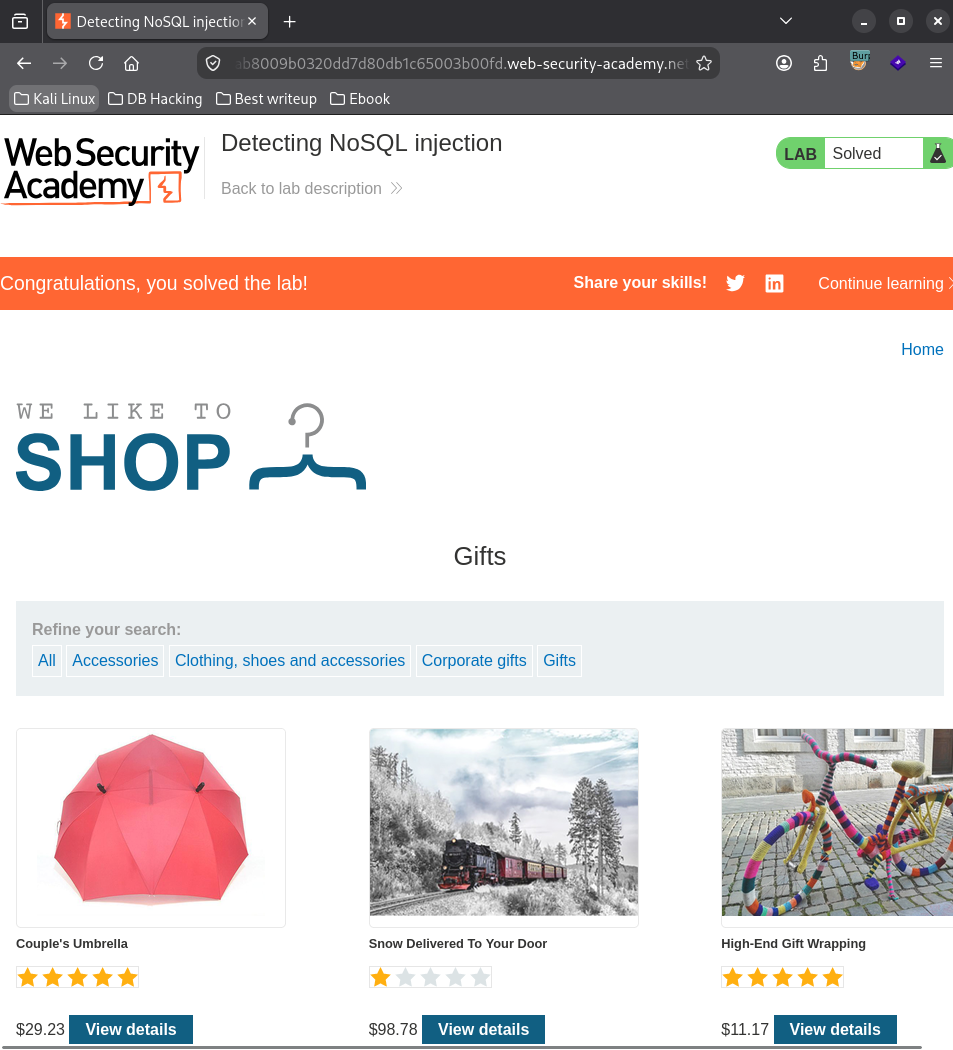 Detecting NoSQL injection
ab8009b0320dd7d80db1c65003b00fd.web-security-academy.net
Kali Linux
DB Hacking
Best writeup
Ebook
Web Security
Academy
Detecting NoSQL injection
Back to lab description
LAB
Solved
Congratulations, you solved the lab!
Share your skills!
Continue learning
Home
WE LIKE TO
SHOP
Gifts
Refine your search:
All
Accessories
Clothing, shoes and accessories
Corporate gifts
Gifts
Couple's Umbrella
Snow Delivered To Your Door
High-End Gift Wrapping
$29.23
View details
$98.78
View details
$11.17
View details